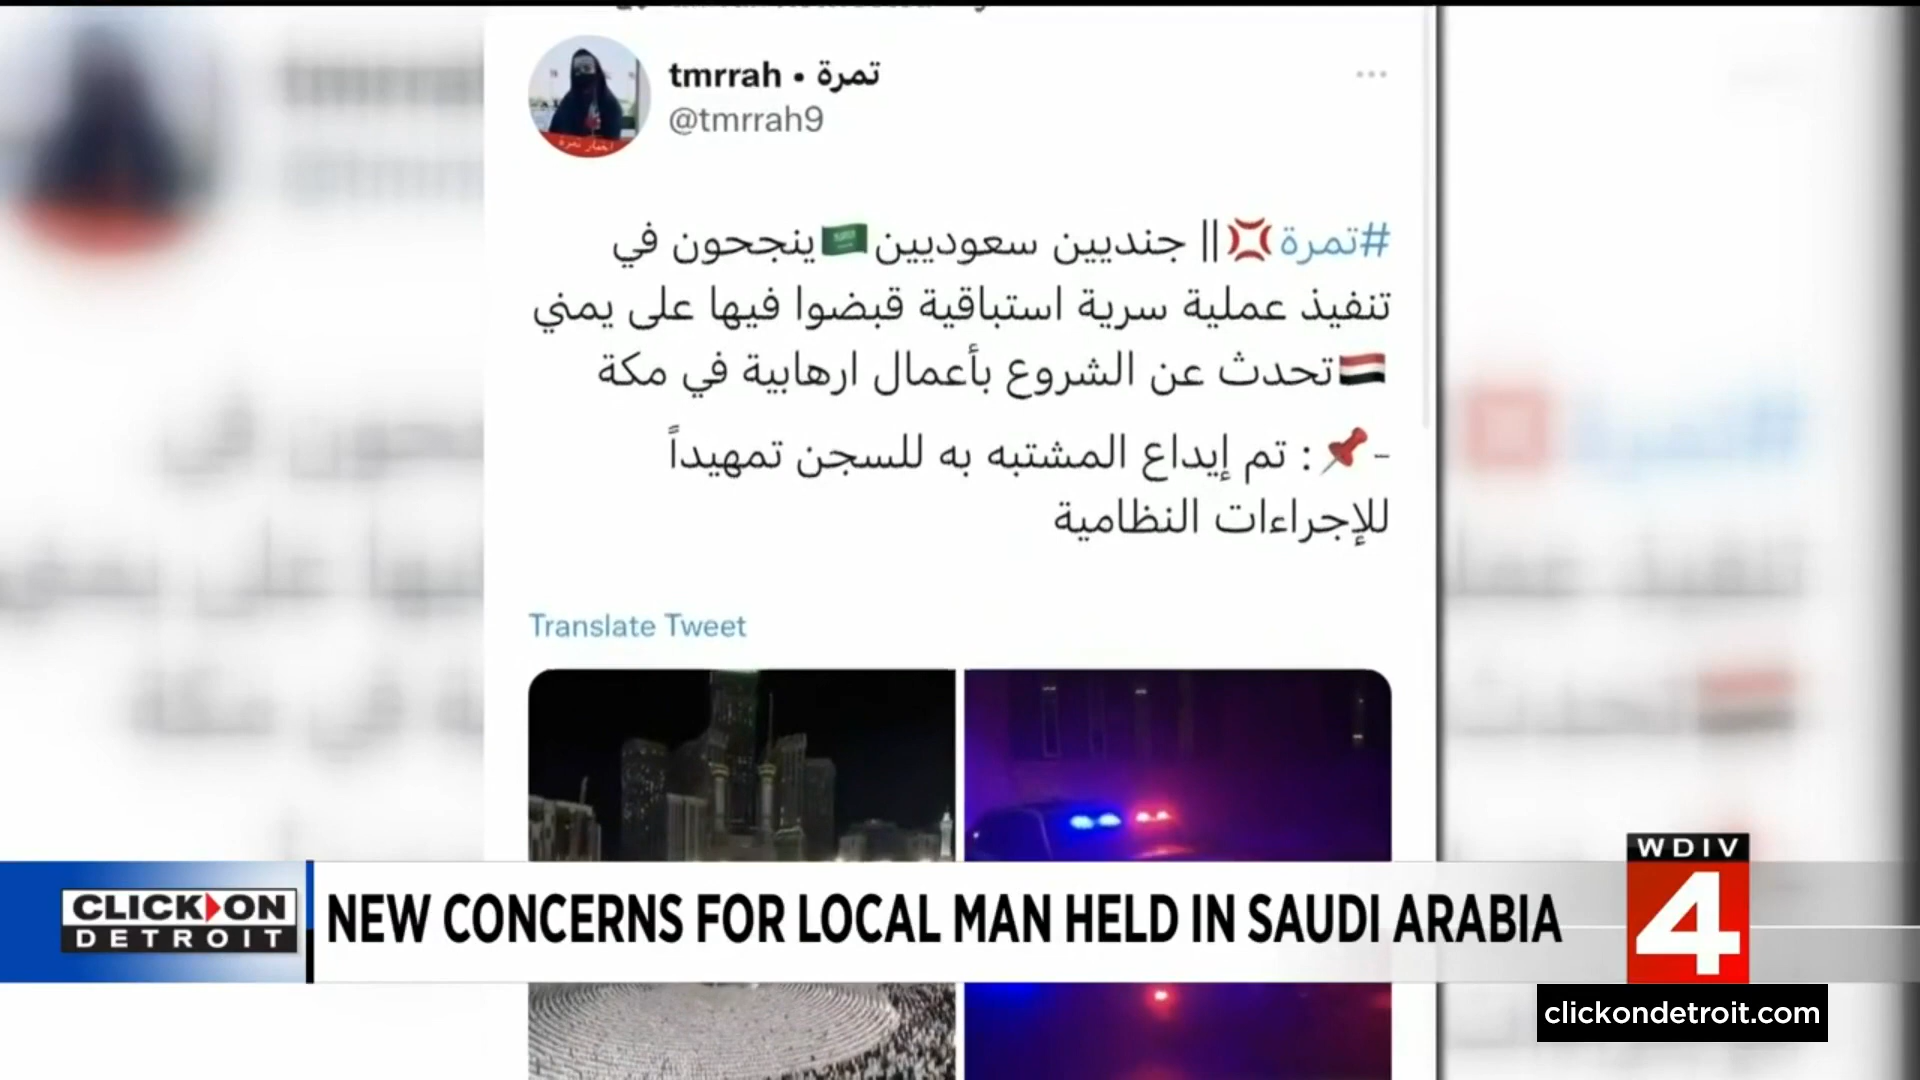 tmrrah • تمرة
@tmrrah9
اخبار تمرة
#تمرة💢|| جنديين سعوديين🇸🇦ينجحون في
تنفيذ عملية سرية استباقية قبضوا فيها على يمني
🇾🇪تحدث عن الشروع بأعمال ارهابية في مكة
-📌: تم إيداع المشتبه به للسجن تمهيداً
للإجراءات النظامية
Translate Tweet
CLICK ON
DETROIT
NEW CONCERNS FOR LOCAL MAN HELD IN SAUDI ARABIA
WDIV
4
clickondetroit.com